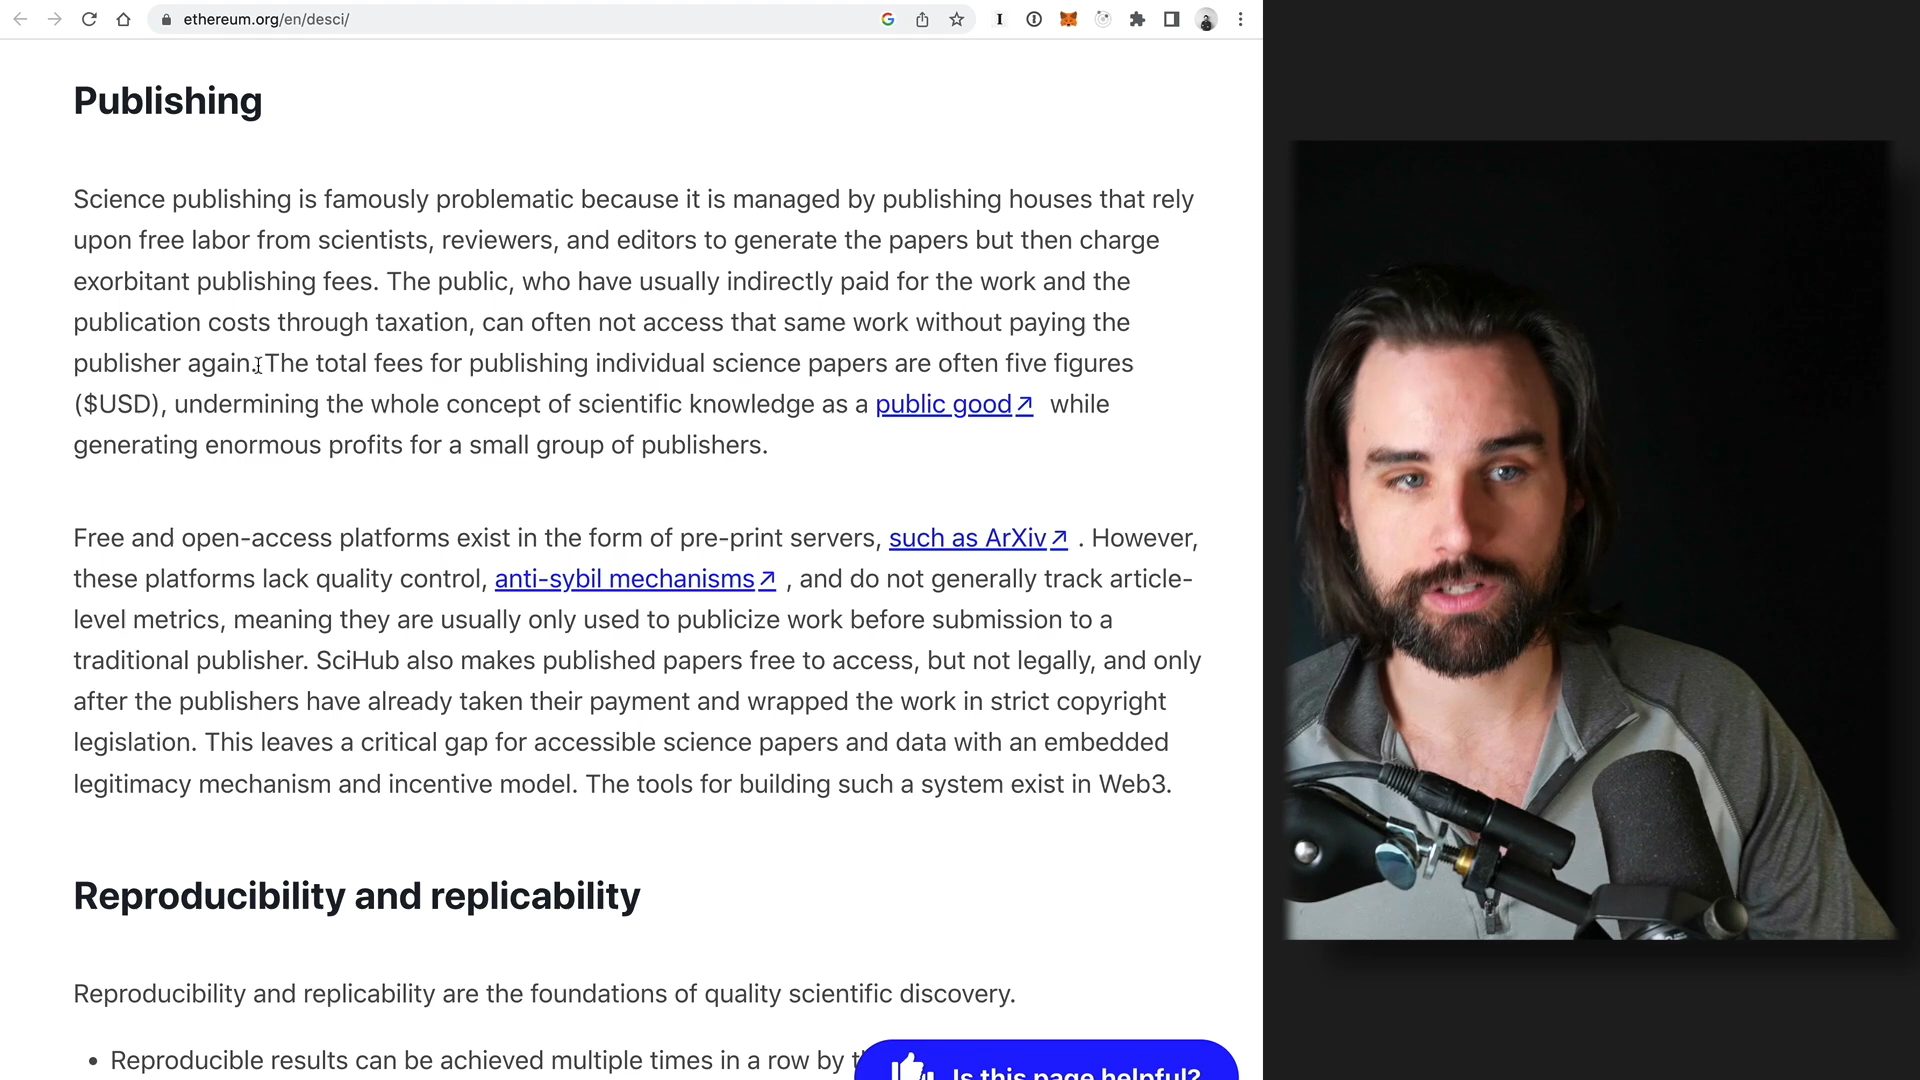 ethereum.org/en/desci/
Publishing
Science publishing is famously problematic because it is managed by publishing houses that rely
upon free labor from scientists, reviewers, and editors to generate the papers but then charge
exorbitant publishing fees. The public, who have usually indirectly paid for the work and the
publication costs through taxation, can often not access that same work without paying the
publisher again. The total fees for publishing individual science papers are often five figures
($USD), undermining the whole concept of scientific knowledge as a public good while
generating enormous profits for a small group of publishers.
Free and open-access platforms exist in the form of pre-print servers, such as ArXiv . However,
these platforms lack quality control, anti-sybil mechanisms , and do not generally track article-
level metrics, meaning they are usually only used to publicize work before submission to a
traditional publisher. SciHub also makes published papers free to access, but not legally, and only
after the publishers have already taken their payment and wrapped the work in strict copyright
legislation. This leaves a critical gap for accessible science papers and data with an embedded
legitimacy mechanism and incentive model. The tools for building such a system exist in Web3.
Reproducibility and replicability
Reproducibility and replicability are the foundations of quality scientific discovery.
• Reproducible results can be achieved multiple times in a row by
Is this page helpful?